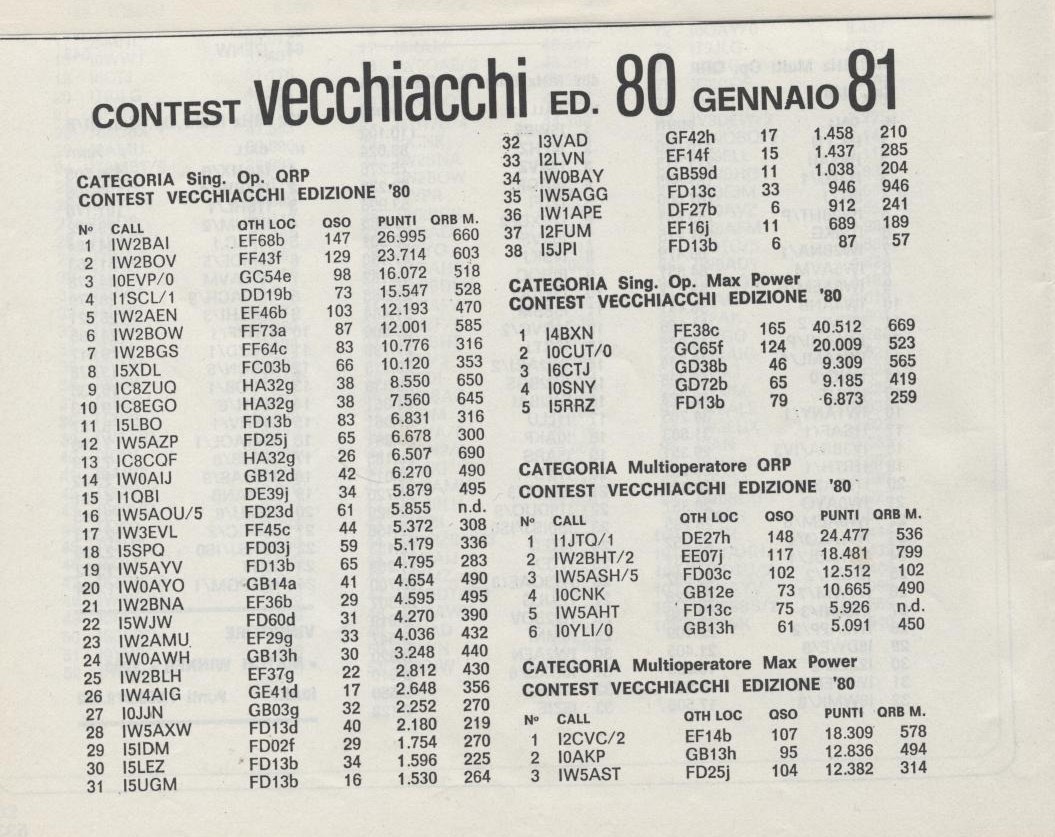 CONTEST vecchiacchi ED. 80 GENNAIO 81
CATEGORIA Sing. Op. QRP
CONTEST VECCHIACCHI EDIZIONE '80
Nº CALL QTH LOC QSO PUNTI QRB M.
1 IW2BAI EF68b 147 26.995 660
2 IW2BOV FF43f 129 23.714 603
3 I0EVP/0 GC54e 98 16.072 518
4 I1SCL/1 DD19b 73 15.547 528
5 IW2AEN EF46b 103 12.193 470
6 IW2BOW FF73a 87 12.001 585
7 IW2BGS FF64c 83 10.776 316
8 I5XDL FC03b 66 10.120 353
9 IC8ZUQ HA32g 38 8.550 650
10 IC8EGO HA32g 38 7.560 645
11 I5LBO FD13b 83 6.831 316
12 IW5AZP FD25j 65 6.678 300
13 IC8CQF HA32g 26 6.507 690
14 IW0AIJ GB12d 42 6.270 490
15 I1QBI DE39j 34 5.879 495
16 IW5AOU/5 FD23d 61 5.855 n.d.
17 IW3EVL FF45c 44 5.372 308
18 I5SPQ FD03j 59 5.179 336
19 IW5AYV FD13b 65 4.795 283
20 IW0AYO GB14a 41 4.654 490
21 IW2BNA EF36b 29 4.595 495
22 I5WJW FD60d 31 4.270 390
23 IW2AMU EF29g 33 4.036 432
24 IW0AWH GB13h 30 3.248 440
25 IW2BLH EF37g 22 2.812 430
26 IW4AIG GE41d 17 2.648 356
27 I0JJN GB03g 32 2.252 270
28 IW5AXW FD13d 40 2.180 219
29 I5IDM FD02f 29 1.754 270
30 I5LEZ FD13b 34 1.596 225
31 I5UGM FD13b 16 1.530 264
32 I3VAD GF42h 17 1.458 210
33 I2LVN EF14f 15 1.437 285
34 IW0BAY GB59d 11 1.038 204
35 IW5AGG FD13c 33 946 946
36 IW1APE DF27b 6 912 241
37 I2FUM EF16j 11 689 189
38 I5JPI FD13b 6 87 57
CATEGORIA Sing. Op. Max Power
CONTEST VECCHIACCHI EDIZIONE '80
1 I4BXN FE38c 165 40.512 669
2 I0CUT/0 GC65f 124 20.009 523
3 I6CTJ GD38b 46 9.309 565
4 I0SNY GD72b 65 9.185 419
5 I5RRZ FD13b 79 6.873 259
CATEGORIA Multioperatore QRP
CONTEST VECCHIACCHI EDIZIONE '80
Nº CALL QTH LOC QSO PUNTI QRB M.
1 I1JTQ/1 DE27h 148 24.477 536
2 IW2BHT/2 EE07j 117 18.481 799
3 IW5ASH/5 FD03c 102 12.512 102
4 I0CNK GB12e 73 10.665 490
5 IW5AHT FD13c 75 5.926 n.d.
6 I0YLI/0 GB13h 61 5.091 450
CATEGORIA Multioperatore Max Power
CONTEST VECCHIACCHI EDIZIONE '80
Nº CALL QTH LOC QSO PUNTI QRB M.
1 I2CVC/2 EF14b 107 18.309 578
2 I0AKP GB13h 95 12.836 494
3 IW5AST FD25j 104 12.382 314